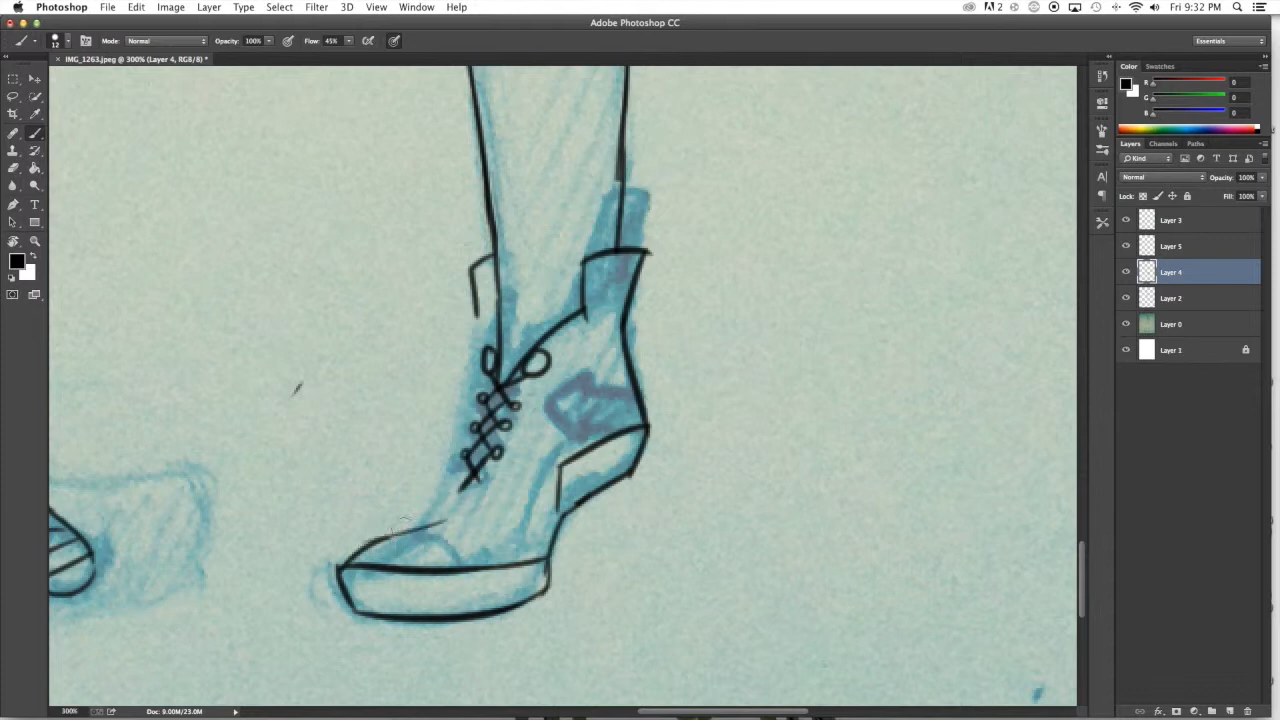 Photoshop File Edit Image Layer Type Select Filter 3D View Window Help 2 Fri 9:32 PM
Adobe Photoshop CC
12 Mode: Normal Opacity: 100% Flow: 45% Essentials
× IMG_1263.jpeg @ 300% (Layer 4, RGB/8) *
Color Swatches
R 0
G 0
B 0
Layers Channels Paths
Kind
Normal Opacity: 100%
Lock: Fill: 100%
Layer 3
Layer 5
Layer 4
Layer 2
Layer 0
Layer 1
300% Doc: 9.00M/23.0M